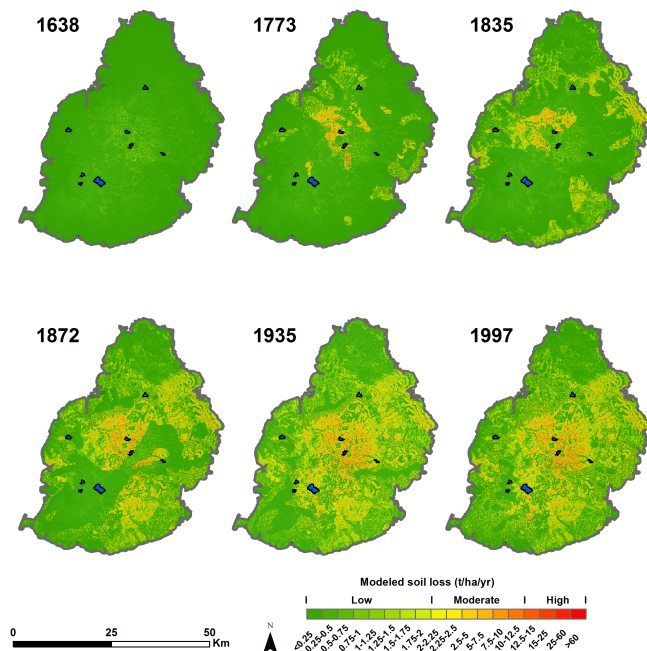 1638
1773
1835
1872
1935
1997
Modeled soil loss (t/ha/yr)
I Low I Moderate I High I
<0.25 0.25-0.5 0.5-0.75 0.75-1 1-1.25 1.25-1.5 1.5-1.75 1.75-2 2-2.25 2.25-2.5 2.5-5 5-7.5 7.5-10 10-12.5 12.5-15 15-25 25-60 >60
0 25 50
Km
N